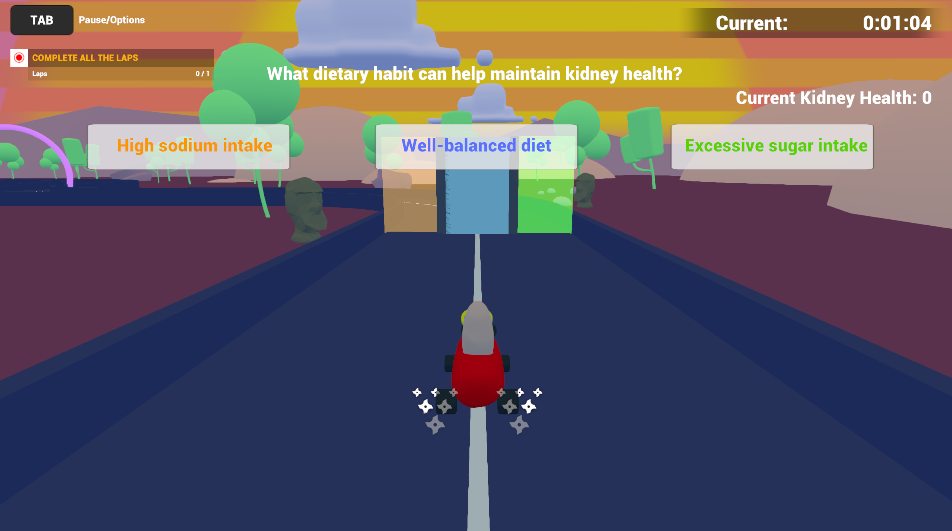 TAB Pause/Options
Current: 0:01:04
COMPLETE ALL THE LAPS
Laps 0 / 1
What dietary habit can help maintain kidney health?
Current Kidney Health: 0
High sodium intake
Well-balanced diet
Excessive sugar intake